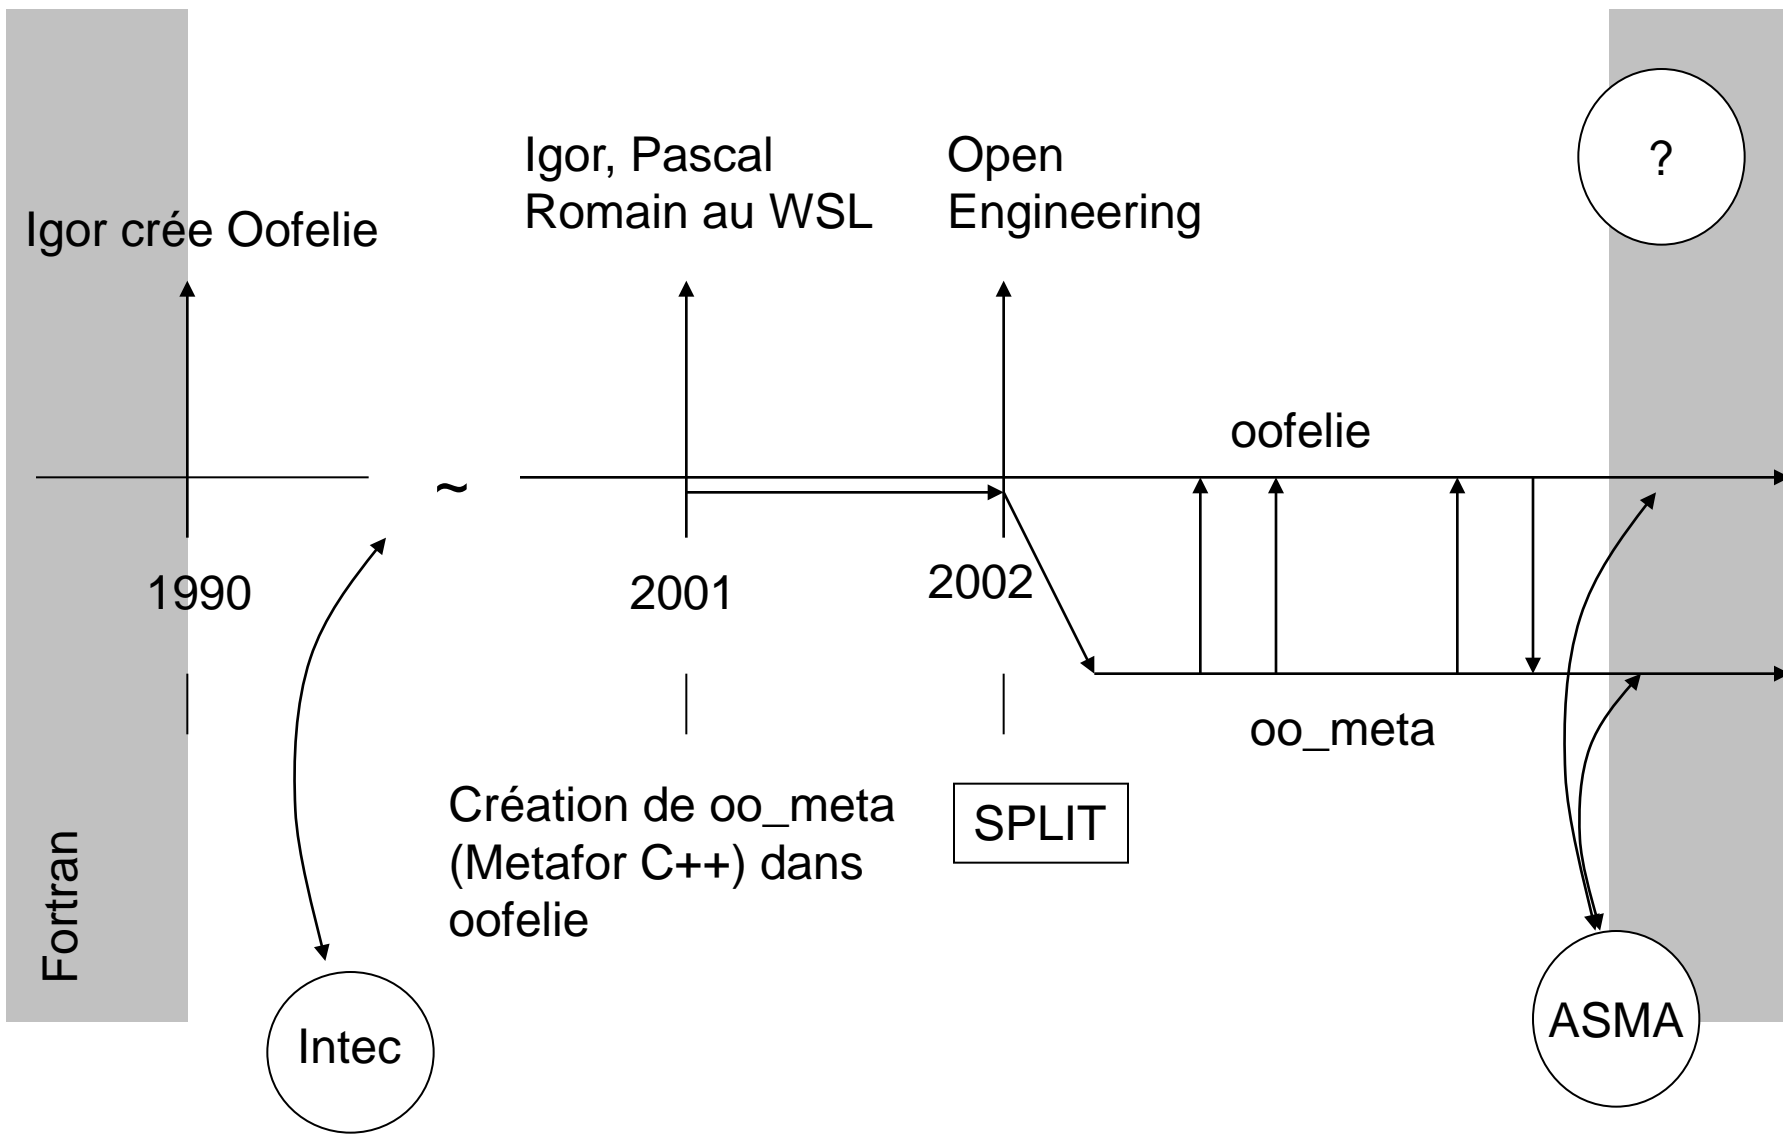 ?
Igor, Pascal
Romain au WSL
Open
Engineering
Igor crée Oofelie
oofelie
~
1990
2001
2002
oo_meta
Création de oo_meta
(Metafor C++) dans
oofelie
SPLIT
Fortran
Intec
ASMA